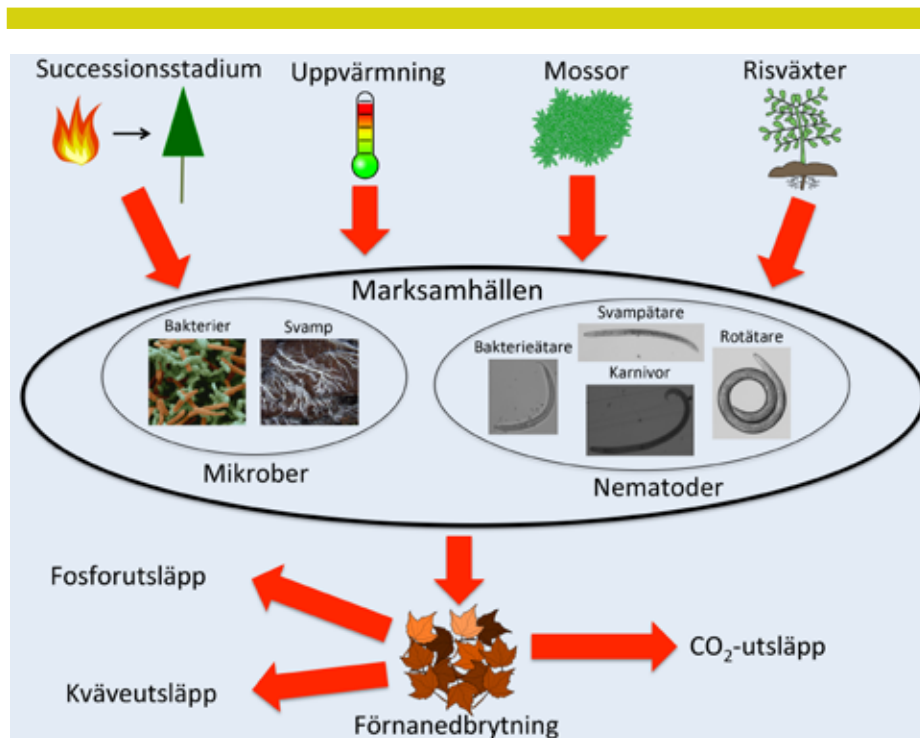 Successionsstadium
Uppvärmning
Mossor
Risväxter
Marksamhällen
Bakterier
Svamp
Mikrober
Svampätare
Bakterieätare
Rotätare
Karnivor
Nematoder
Fosforutsläpp
Kväveutsläpp
CO₂-utsläpp
Förnanedbrytning